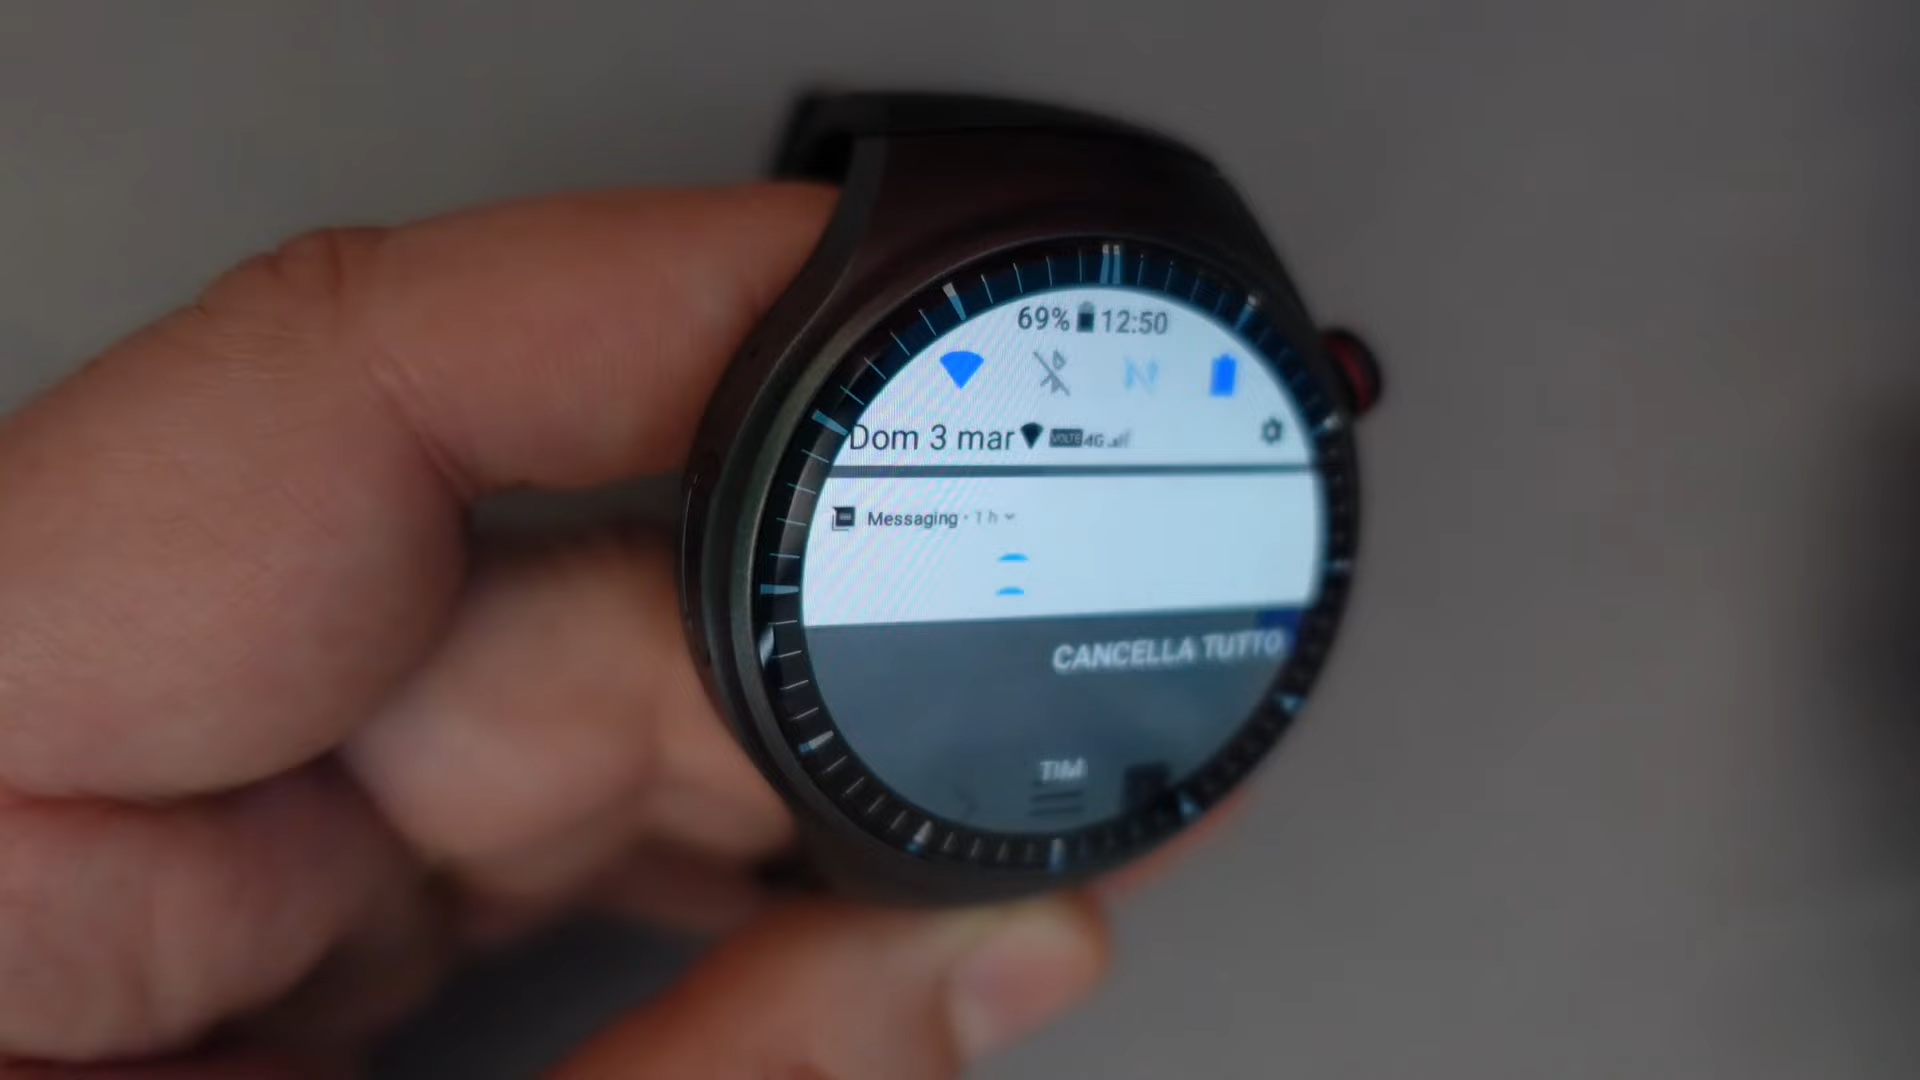 69% 12:50
Dom 3 mar VOLTE 4G
Messaging • 1 h
CANCELLA TUTTO
TIM